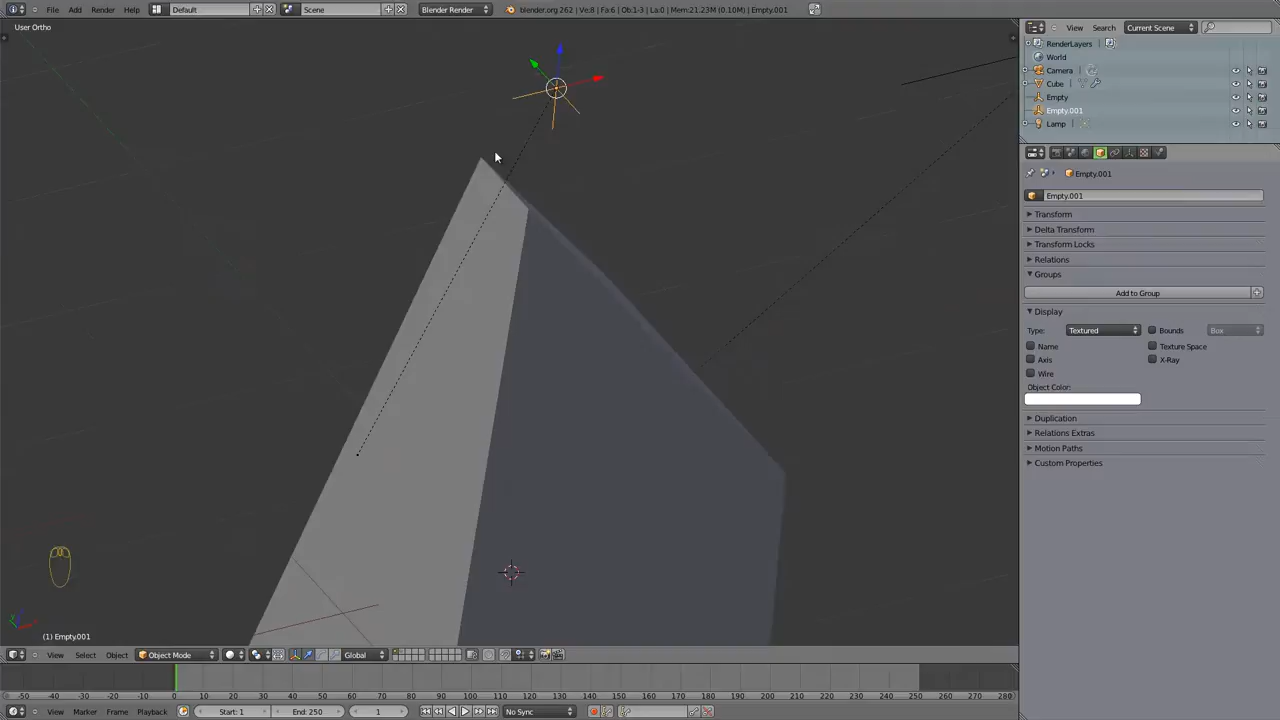 File Add Render Help Default Scene Blender Render blender.org 262 | Ve:8 | Fa:6 | Ob:1-3 | La:0 | Mem:21.23M (0.10M) | Empty.001
User Ortho
View Search Current Scene
RenderLayers
World
Camera
Cube
Empty
Empty.001
Lamp
Empty.001
Empty.001
Transform
Delta Transform
Transform Locks
Relations
Groups
Add to Group
Display
Type: Textured Bounds Box
Name Texture Space
Axis X-Ray
Wire
Object Color:
Duplication
Relations Extras
Motion Paths
Custom Properties
(1) Empty.001
View Select Object Object Mode Global
-50 -40 -30 -20 -10 0 10 20 30 40 50 60 70 80 90 100 110 120 130 140 150 160 170 180 190 200 210 220 230 240 250 260 270 280
View Marker Frame Playback Start: 1 End: 250 1 No Sync